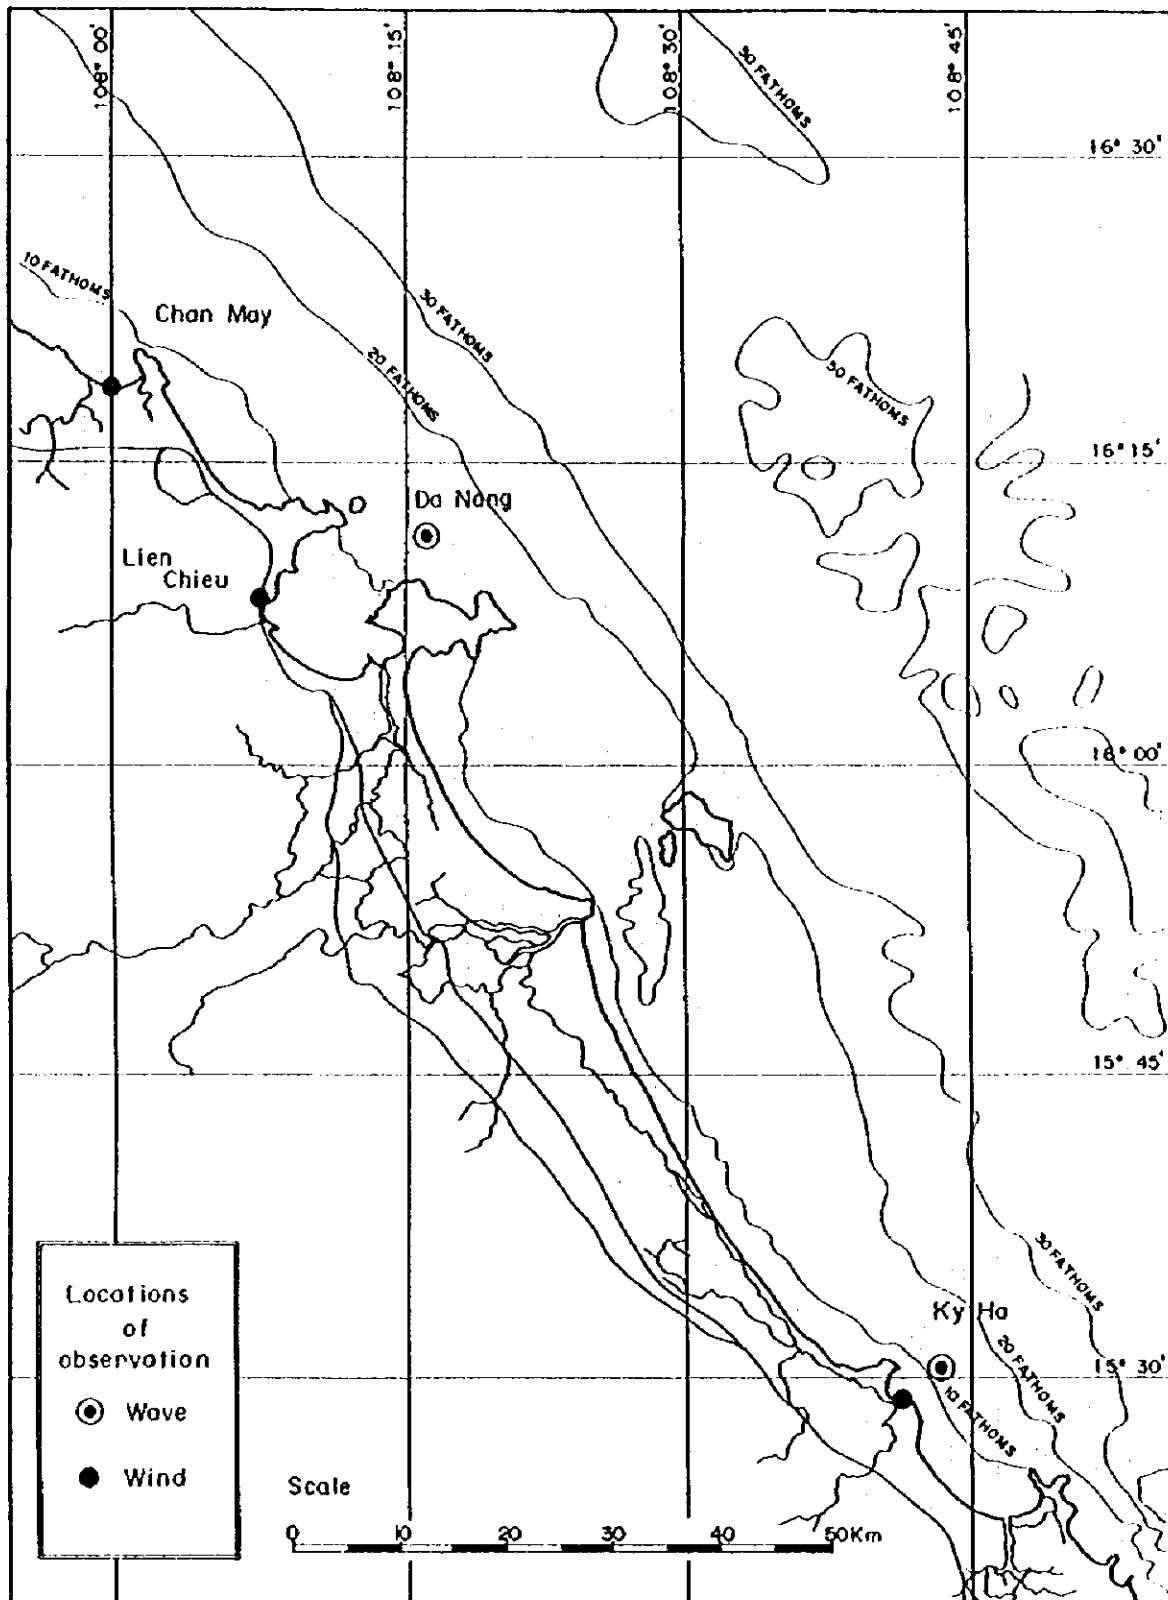 108° 00'
108° 15'
108° 30'
108° 45'
50 FATHOMS
16° 30'
10 FATHOMS
Chan May
30 FATHOMS
20 FATHOMS
50 FATHOMS
16° 15'
Da Nang
Lien
Chieu
16° 00'
15° 45'
30 FATHOMS
Ky Ha
20 FATHOMS
15° 30'
10 FATHOMS
Locations
of
observation
Wave
Wind
Scale
0 10 20 30 40 50Km